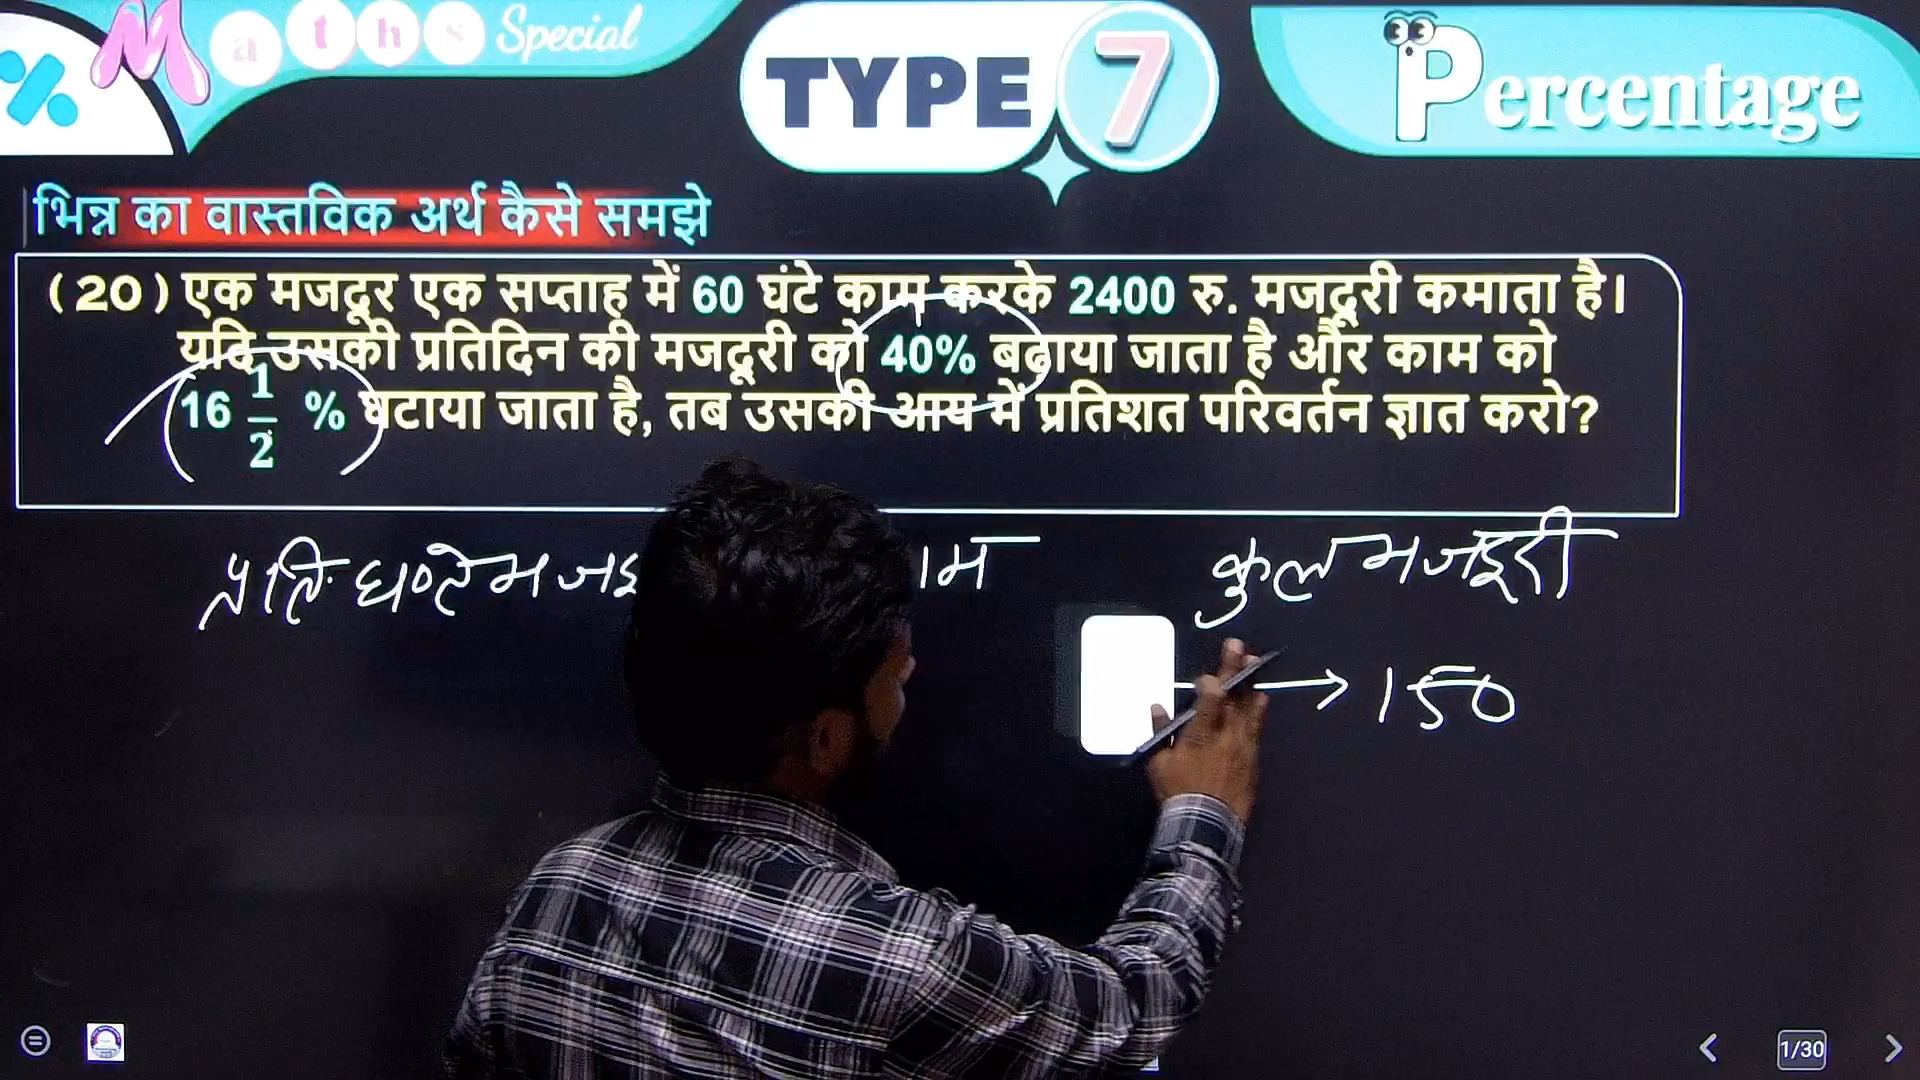 % Maths Special
TYPE 7
Percentage
भिन्न का वास्तविक अर्थ कैसे समझे
(20) एक मजदूर एक सप्ताह में 60 घंटे काम करके 2400 रु. मजदूरी कमाता है।
यदि उसकी प्रतिदिन की मजदूरी को 40% बढाया जाता है और काम को
16 1/2 % घटाया जाता है, तब उसकी आय में प्रतिशत परिवर्तन ज्ञात करो?
कुल मजदूरी
150
1/30